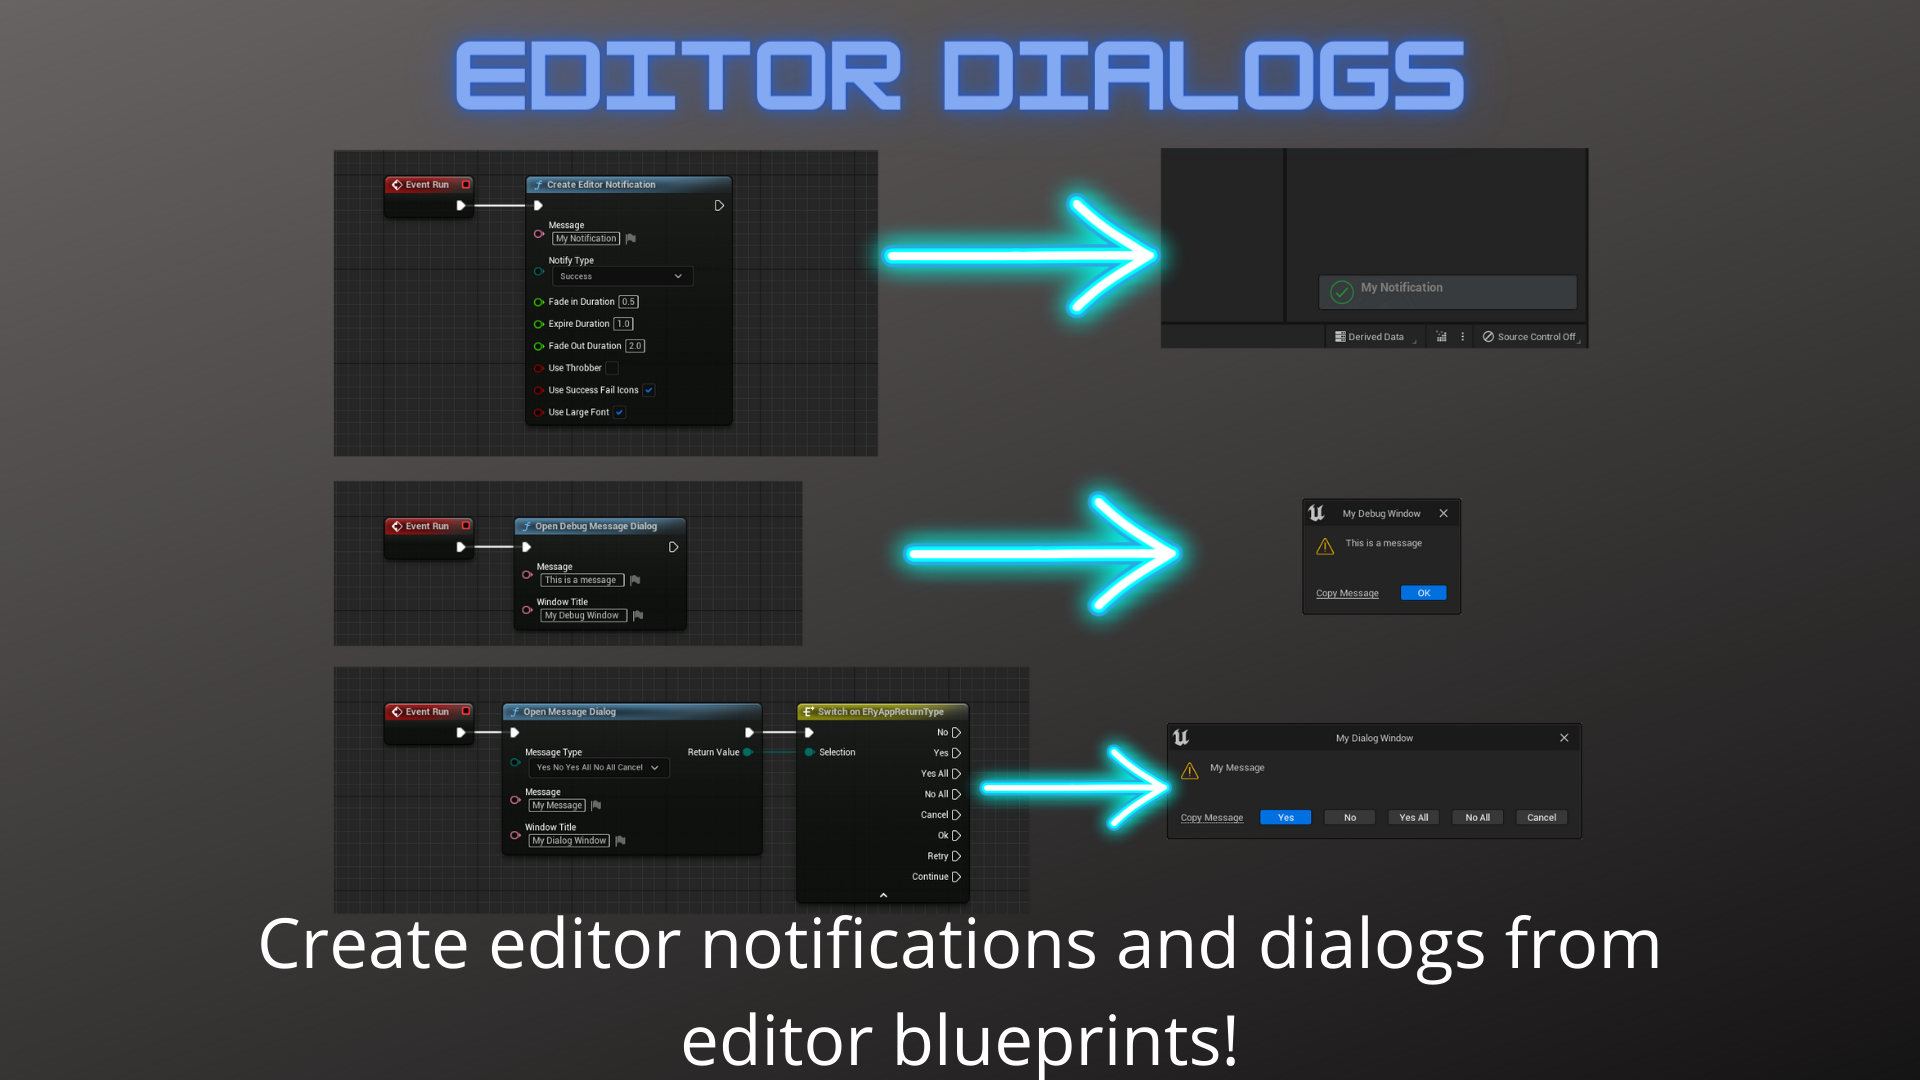 EDITOR DIALOGS
Event Run
Create Editor Notification
Message
My Notification
Notify Type
Success
Fade in Duration 0.5
Expire Duration 1.0
Fade Out Duration 2.0
Use Throbber
Use Success Fail Icons
Use Large Font
My Notification
Derived Data
Source Control Off
Event Run
Open Debug Message Dialog
Message
This is a message
Window Title
My Debug Window
My Debug Window
This is a message
Copy Message OK
Event Run
Open Message Dialog
Message Type
Yes No Yes All No All Cancel
Message
My Message
Window Title
My Dialog Window
Return Value
Switch on ERyAppReturnType
Selection
No
Yes
Yes All
No All
Cancel
Ok
Retry
Continue
My Dialog Window
My Message
Copy Message Yes No Yes All No All Cancel
Create editor notifications and dialogs from
editor blueprints!